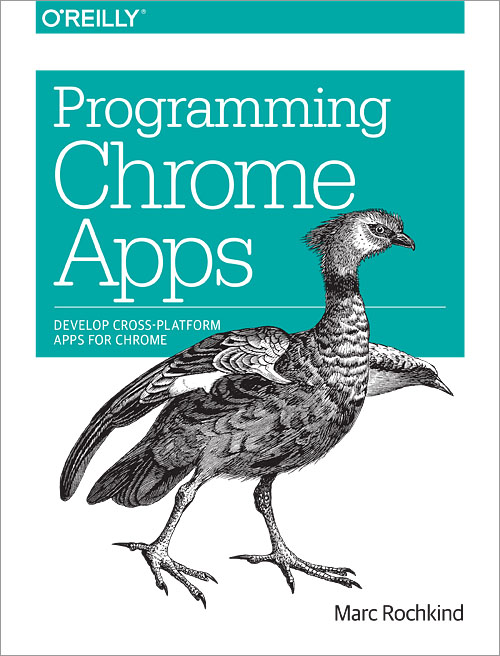 O'REILLY®
Programming
Chrome
Apps
DEVELOP CROSS-PLATFORM
APPS FOR CHROME
Marc Rochkind